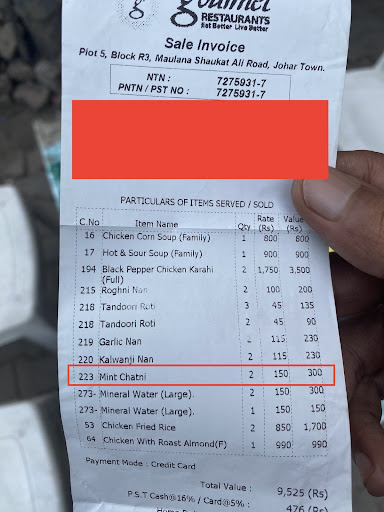 gourmet
g
RESTAURANTS
Eat Better Live Better
Sale Invoice
Plot 5, Block R3, Maulana Shaukat Ali Road, Johar Town.
NTN : 7275931-7
PNTN / PST NO : 7275931-7
PARTICULARS OF ITEMS SERVED / SOLD
C.No Item Name Qty Rate (Rs) Value (Rs)
16 Chicken Corn Soup (Family) 1 800 800
17 Hot & Sour Soup (Family) 1 900 900
194 Black Pepper Chicken Karahi (Full) 2 1,750 3,500
215 Roghni Nan 2 100 200
218 Tandoori Roti 3 45 135
218 Tandoori Roti 2 45 90
219 Garlic Nan 2 115 230
220 Kalwanji Nan 2 115 230
223 Mint Chatni 2 150 300
273- Mineral Water (Large). 2 150 300
273- Mineral Water (Large). 1 150 150
53 Chicken Fried Rice 2 850 1,700
64 Chicken With Roast Almond(F) 1 990 990
Payment Mode : Credit Card
Total Value : 9,525 (Rs)
P.S.T Cash@16% / Card@5% : 476 (Rs)